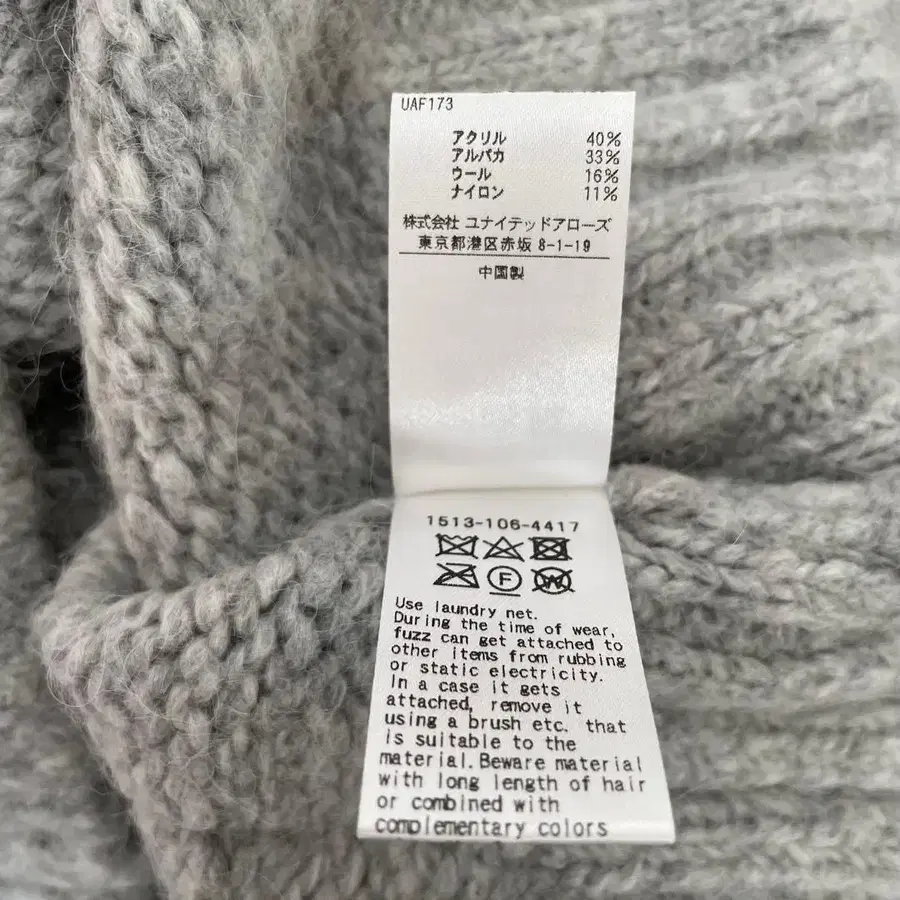 UAF173
アクリル 40%
アルパカ 33%
ウール 16%
ナイロン 11%
株式会社 ユナイテッドアローズ
東京都港区赤坂 8-1-19
中国製
1513-106-4417
F W
Use laundry net.
During the time of wear,
fuzz can get attached to
other items from rubbing
or static electricity.
In a case it gets
attached, remove it
using a brush etc. that
is suitable to the
material.Beware material
with long length of hair
or combined with
complementary colors